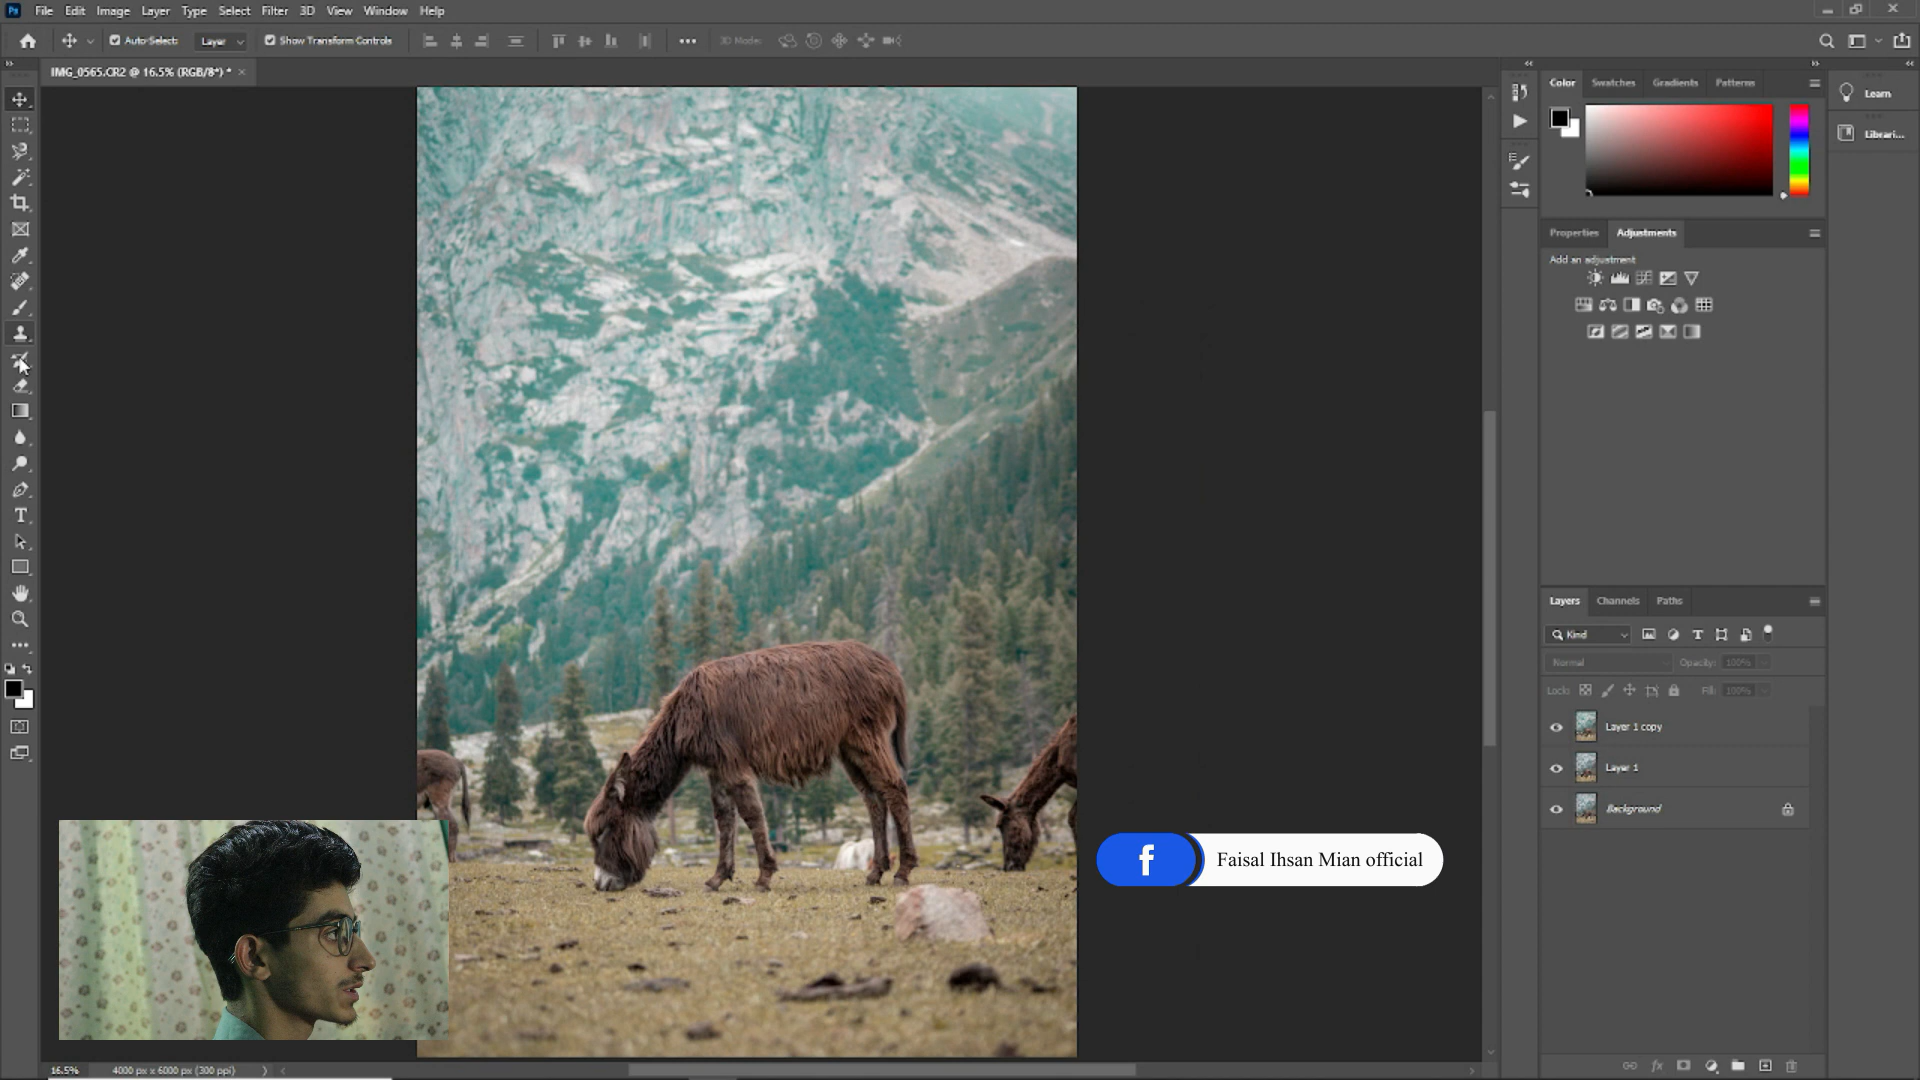 Ps File Edit Image Layer Type Select Filter 3D View Window Help
Auto-Select: Layer Show Transform Controls ••• 3D Mode:
IMG_0565.CR2 @ 16.5% (RGB/8*) * ×
Color Swatches Gradients Patterns
Learn
Librari...
Properties Adjustments
Add an adjustment
Layers Channels Paths
Kind
Normal Opacity: 100%
Lock: Fill: 100%
Layer 1 copy
Layer 1
Background
f Faisal Ihsan Mian official
fx
16.5% 4000 px x 6000 px (300 ppi)